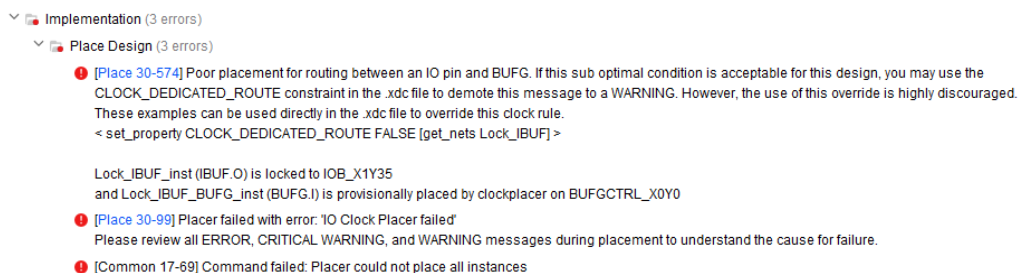 Implementation (3 errors)
Place Design (3 errors)
[Place 30-574] Poor placement for routing between an IO pin and BUFG. If this sub optimal condition is acceptable for this design, you may use the
CLOCK_DEDICATED_ROUTE constraint in the .xdc file to demote this message to a WARNING. However, the use of this override is highly discouraged.
These examples can be used directly in the .xdc file to override this clock rule.
< set_property CLOCK_DEDICATED_ROUTE FALSE [get_nets Lock_IBUF] >
Lock_IBUF_inst (IBUF.O) is locked to IOB_X1Y35
and Lock_IBUF_BUFG_inst (BUFG.I) is provisionally placed by clockplacer on BUFGCTRL_X0Y0
[Place 30-99] Placer failed with error: 'IO Clock Placer failed'
Please review all ERROR, CRITICAL WARNING, and WARNING messages during placement to understand the cause for failure.
[Common 17-69] Command failed: Placer could not place all instances